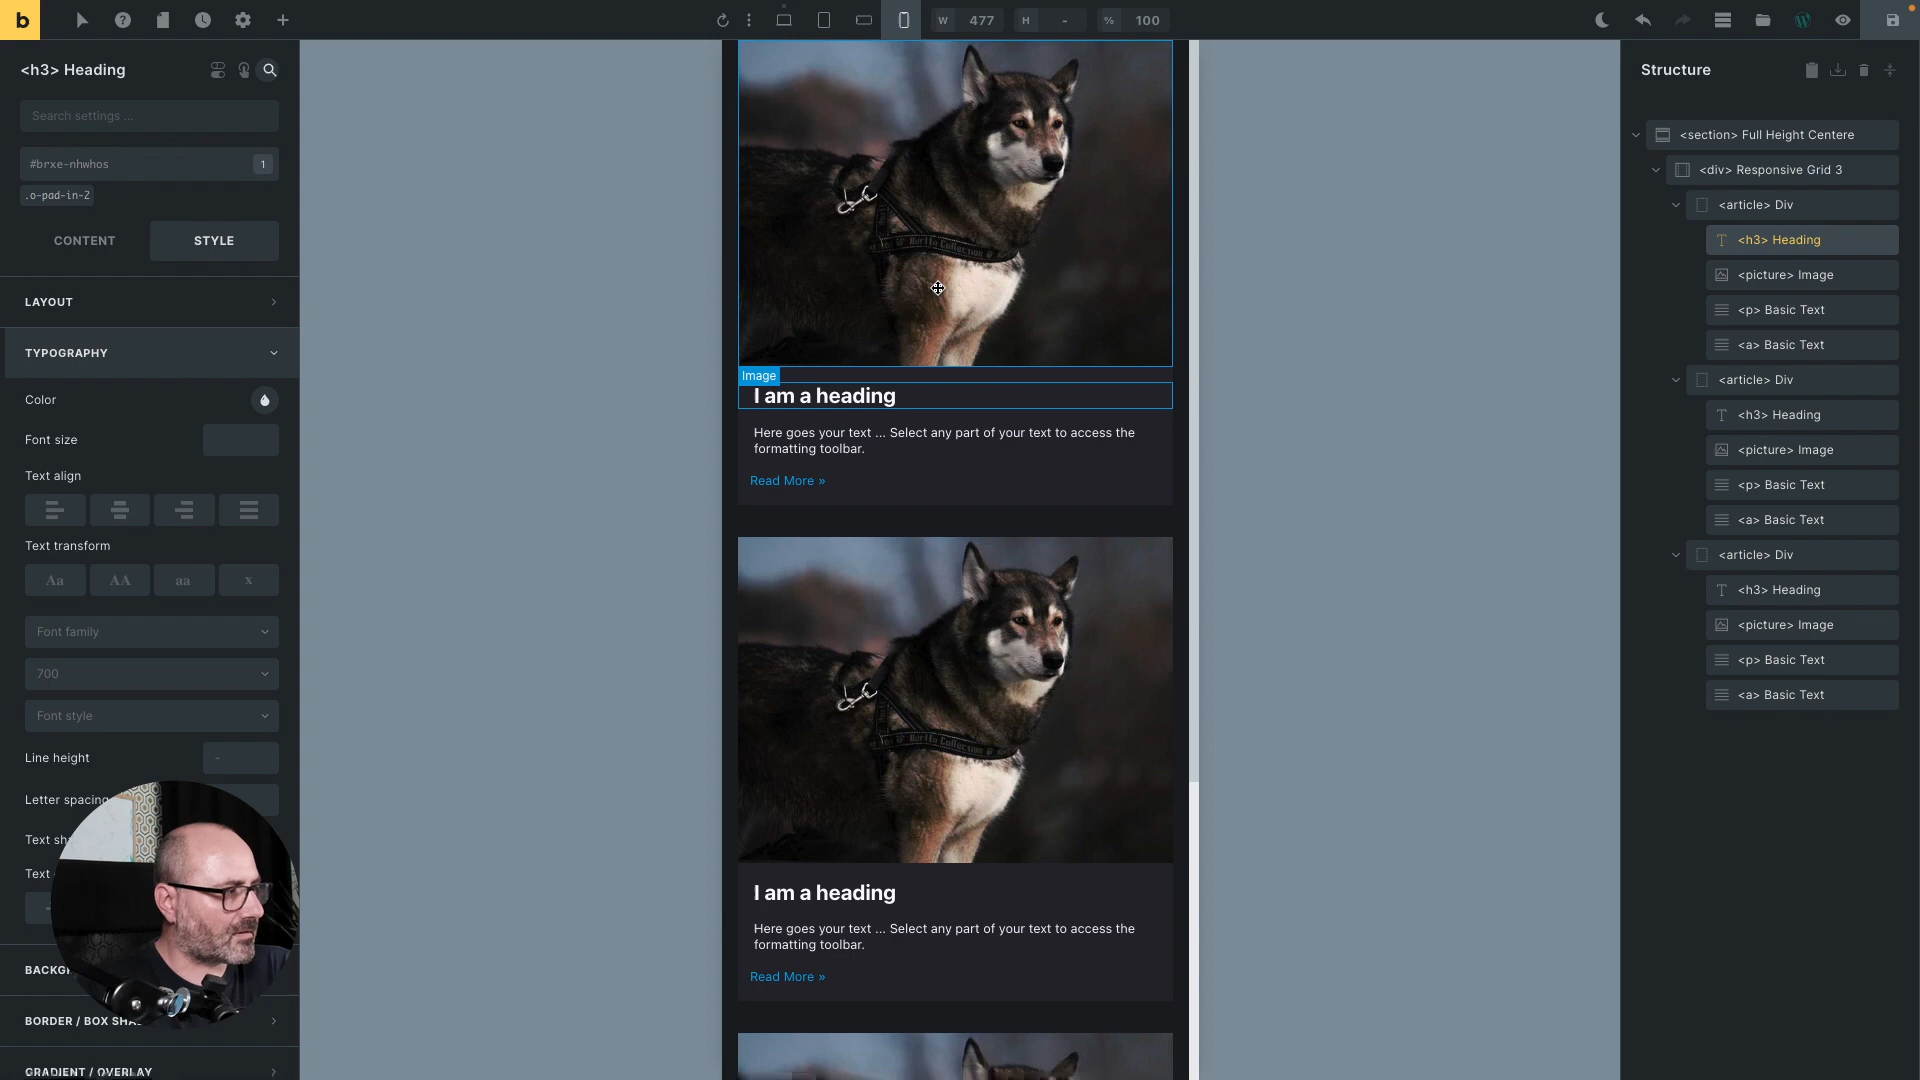 b
W 477 H - % 100
<h3> Heading
Search settings ...
#brxe-nhwhos 1
.o-pad-in-2
CONTENT STYLE
LAYOUT
TYPOGRAPHY
Color
Font size
Text align
Text transform
Aa AA aa x
Font family
700
Font style
Line height -
Letter spacing
Text sh
Text
BACKG
BORDER / BOX SHA
GRADIENT / OVERLAY
Image
I am a heading
Here goes your text ... Select any part of your text to access the
formatting toolbar.
Read More »
I am a heading
Here goes your text ... Select any part of your text to access the
formatting toolbar.
Read More »
Structure
<section> Full Height Centere
<div> Responsive Grid 3
<article> Div
<h3> Heading
<picture> Image
<p> Basic Text
<a> Basic Text
<article> Div
<h3> Heading
<picture> Image
<p> Basic Text
<a> Basic Text
<article> Div
<h3> Heading
<picture> Image
<p> Basic Text
<a> Basic Text